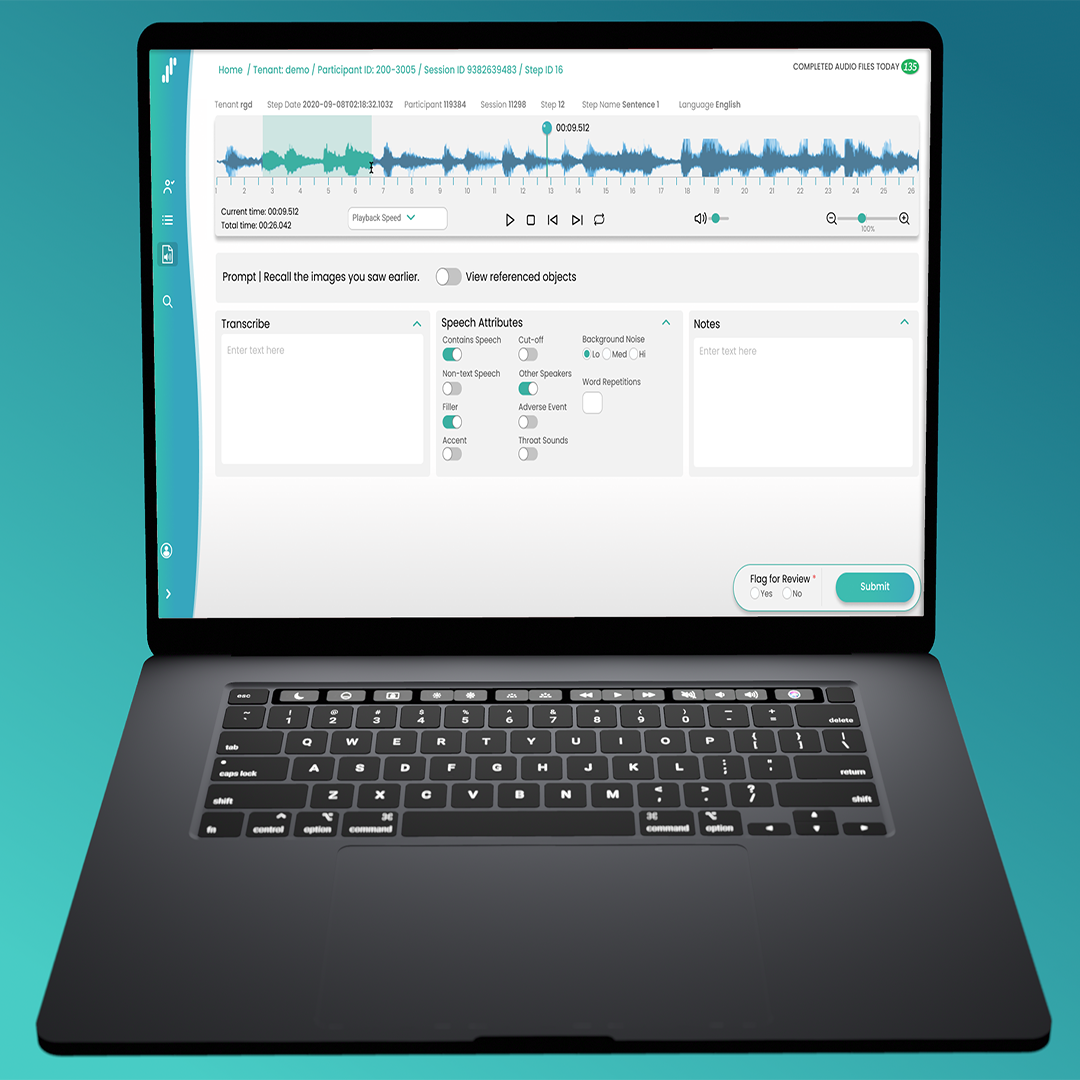 Home / Tenant: demo / Participant ID: 200-3005 / Session ID 9382639483 / Step ID 16
COMPLETED AUDIO FILES TODAY 135
Tenant rgd Step Date 2020-09-08T02:18:32.103Z Participant 119384 Session 11298 Step 12 Step Name Sentence 1 Language English
00:09.512
1 2 3 4 5 6 7 8 9 10 11 12 13 14 15 16 17 18 19 20 21 22 23 24 25 26
Current time: 00:09.512
Total time: 00:26.042
Playback Speed
100%
Prompt | Recall the images you saw earlier. View referenced objects
Transcribe
Enter text here
Speech Attributes
Contains Speech Cut-off Background Noise
Lo Med Hi
Non-text Speech Other Speakers
Word Repetitions
Filler Adverse Event
Accent Throat Sounds
Notes
Enter text here
Flag for Review *
Yes No
Submit
esc
~ ! @ # $ % ^ & * ( ) — +
` 1 2 3 4 5 6 7 8 9 0 - = delete
tab Q W E R T Y U I O P { [ } ] | \
caps lock A S D F G H J K L : ; " ' return
shift Z X C V B N M < , > . ? / shift
fn ^ control ⌥ option ⌘ command ⌘ command ⌥ option ◄ ▲ ▼ ►